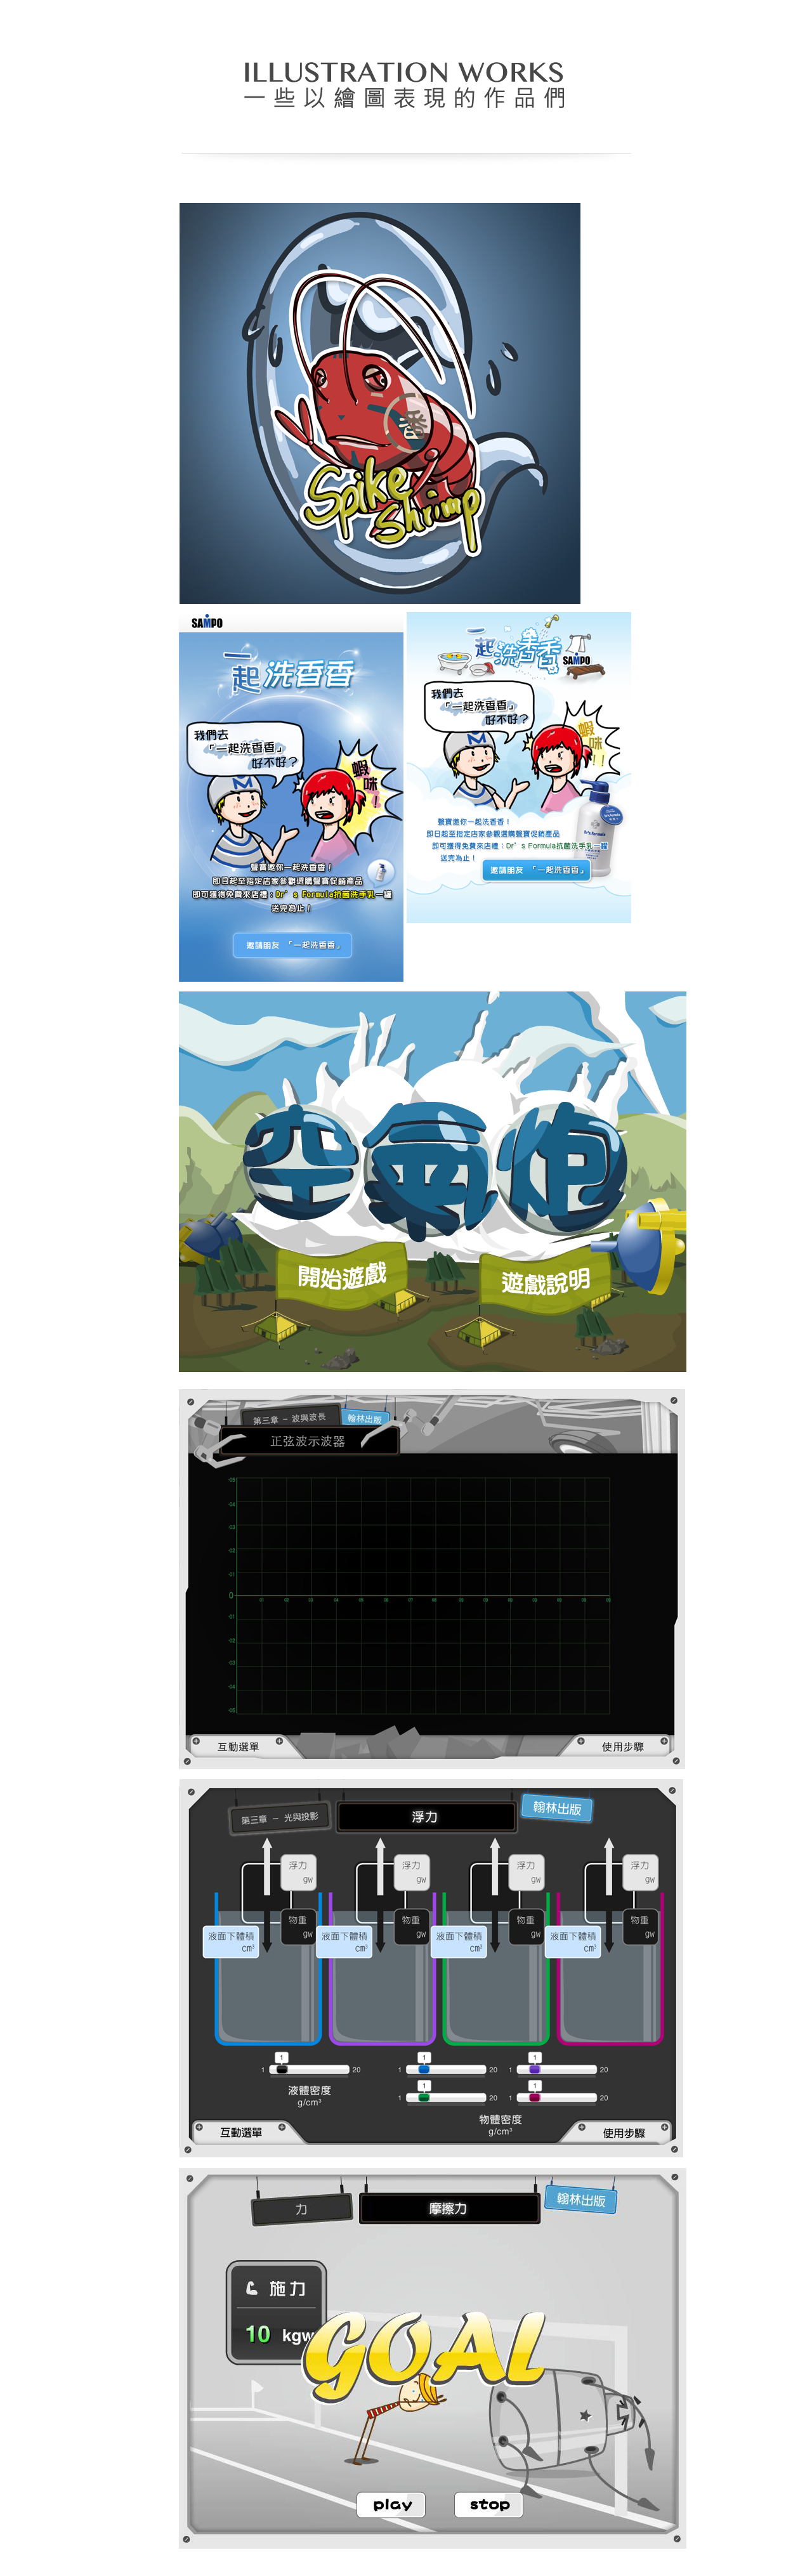 ILLUSTRATION WORKS
一些以繪圖表現的作品們
番
Spike
Shrimp
SAMPO
一起洗香香
我們去
「一起洗香香」
好不好？
M
蝦咪！
聲寶邀你一起洗香香！
即日起至指定店家參觀選購聲寶促銷產品
即可獲得免費來店禮：Dr's Formula抗菌洗手乳一罐
送完為止！
邀請朋友 「一起洗香香」
一起洗香香
SAMPO
我們去
「一起洗香香」
好不好？
M
蝦咪！！
聲寶邀你一起洗香香！
即日起至指定店家參觀選購聲寶促銷產品
即可獲得免費來店禮：Dr's Formula抗菌洗手乳一罐
送完為止！
邀請朋友 「一起洗香香」
空氣炮
開始遊戲
遊戲說明
第三章 - 波與波長
翰林出版
正弦波示波器
0
互動選單
使用步驟
第三章 - 光與投影
浮力
翰林出版
浮力 gw
浮力 gw
浮力 gw
浮力 gw
物重 gw
物重 gw
物重 gw
物重 gw
液面下體積 cm³
液面下體積 cm³
液面下體積 cm³
液面下體積 cm³
1 1 20
1 1 20
1 1 20
1 1 20
1 1 20
液體密度
g/cm³
物體密度
g/cm³
互動選單
使用步驟
力
摩擦力
翰林出版
施力
10 kgw
GOAL
play
stop